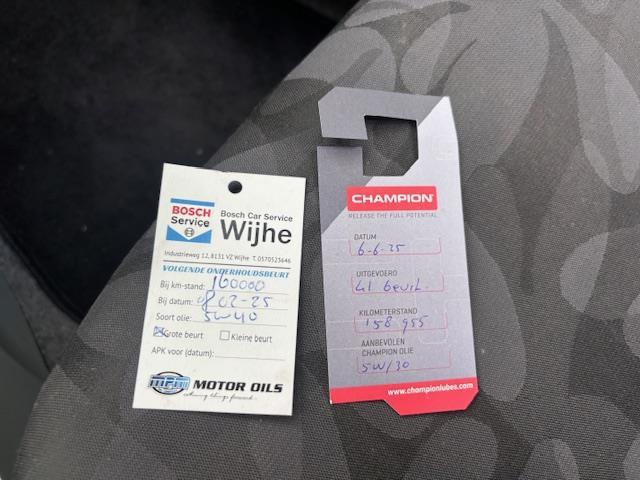 BOSCH
Service
Bosch Car Service
Wijhe
Industrieweg 12, 8131 VZ Wijhe T. 0570523646
VOLGENDE ONDERHOUDSBEURT
Bij km-stand: 160000
Bij datum: 02-25
Soort olie: 5W40
Grote beurt Kleine beurt
APK voor (datum):
MPM MOTOR OILS
CHAMPION
RELEASE THE FULL POTENTIAL
DATUM
6-6-25
UITGEVOERD
KILOMETERSTAND
158 955
AANBEVOLEN
CHAMPION OLIE
5W/30
www.championlubes.com